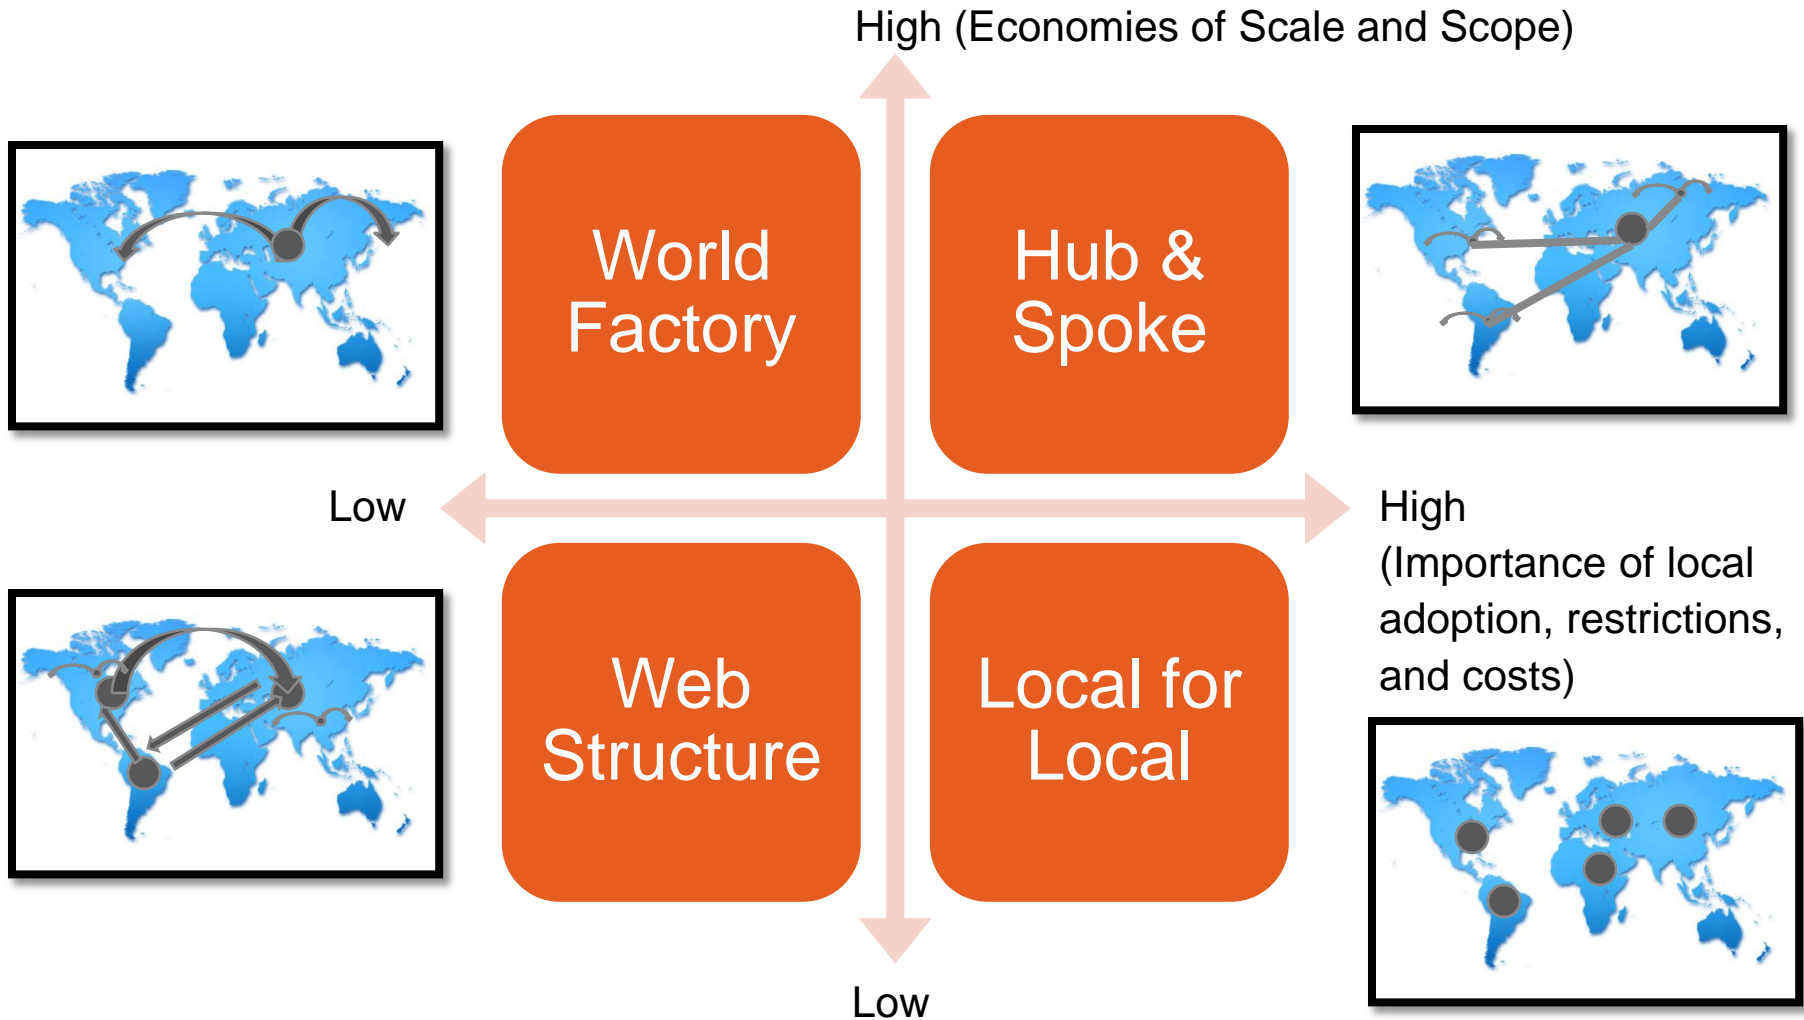 High (Economies of Scale and Scope)
World
Factory
Hub &
Spoke
Low
High
(Importance of local
adoption, restrictions,
and costs)
Web
Structure
Local for
Local
Low